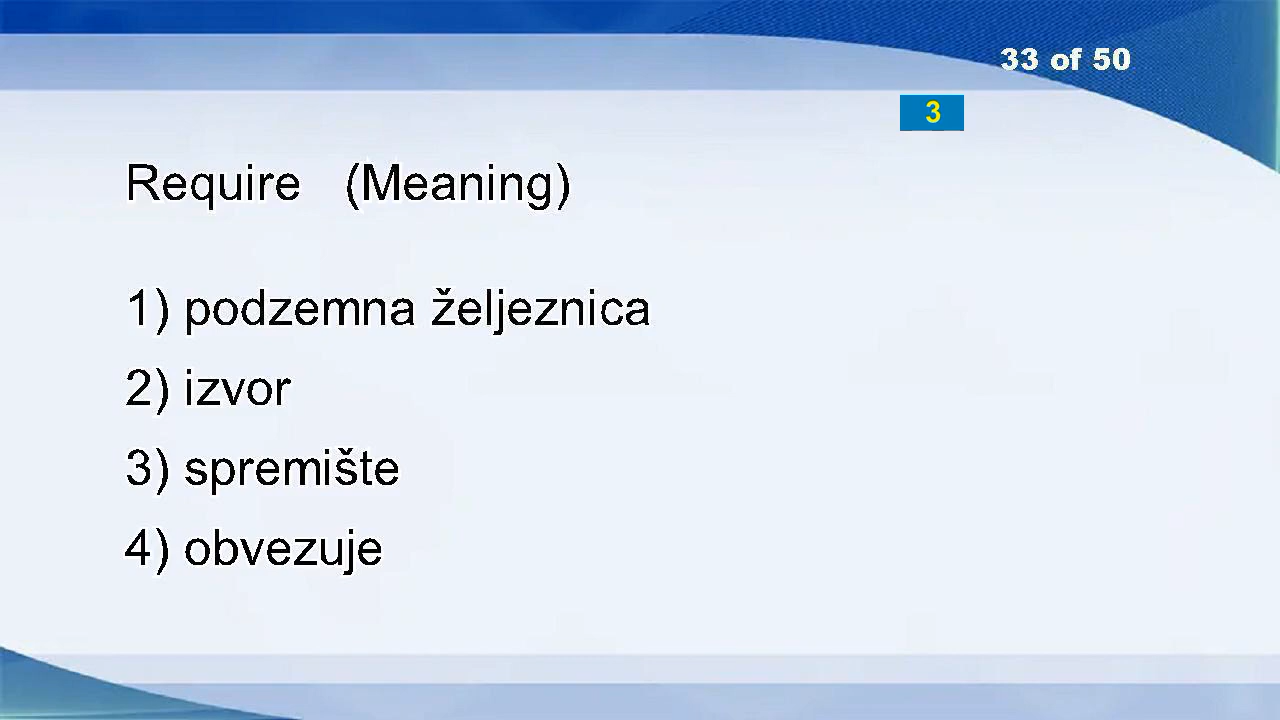 33 of 50
3
Require (Meaning)
1) podzemna željeznica
2) izvor
3) spremište
4) obvezuje